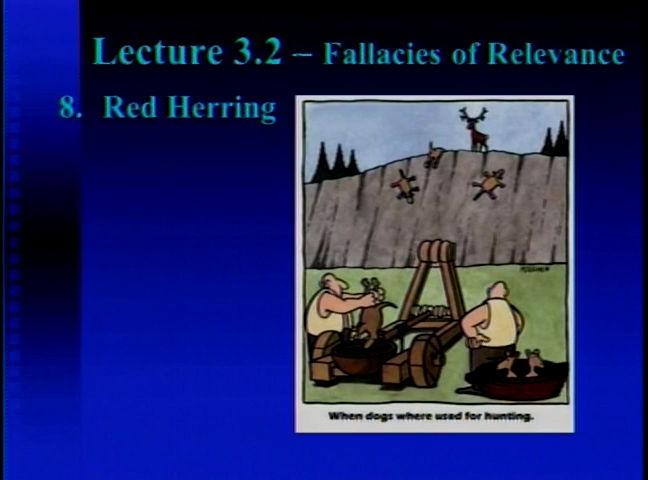 Lecture 3.2 – Fallacies of Relevance
8. Red Herring
When dogs where used for hunting.